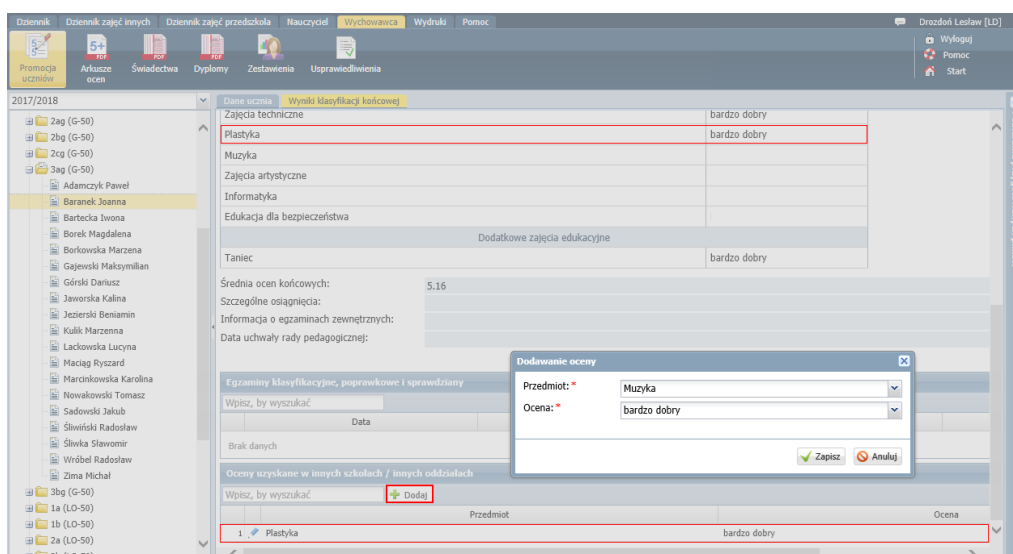 Dziennik Dziennik zajęć innych Dziennik zajęć przedszkola Nauczyciel Wychowawca Wydruki Pomoc Drozdoń Lesław [LD]
Promocja uczniów
5+ PDF Arkusze ocen
PDF Świadectwa
PDF Dyplomy
Zestawienia
Usprawiedliwienia
Wyloguj
Pomoc
Start
2017/2018
2ag (G-50)
2bg (G-50)
2cg (G-50)
3ag (G-50)
Adamczyk Paweł
Baranek Joanna
Bartecka Iwona
Borek Magdalena
Borkowska Marzena
Gajewski Maksymilian
Górski Dariusz
Jaworska Kalina
Jezierski Beniamin
Kulik Marzenna
Lackowska Lucyna
Maciąg Ryszard
Marcinkowska Karolina
Nowakowski Tomasz
Sadowski Jakub
Śliwiński Radosław
Śliwka Sławomir
Wróbel Radosław
Zima Michał
3bg (G-50)
1a (LO-50)
1b (LO-50)
2a (LO-50)
Dane ucznia Wyniki klasyfikacji końcowej
Zajęcia techniczne bardzo dobry
Plastyka bardzo dobry
Muzyka
Zajęcia artystyczne
Informatyka
Edukacja dla bezpieczeństwa
Dodatkowe zajęcia edukacyjne
Taniec bardzo dobry
Średnia ocen końcowych: 5.16
Szczególne osiągnięcia:
Informacja o egzaminach zewnętrznych:
Data uchwały rady pedagogicznej:
Egzaminy klasyfikacyjne, poprawkowe i sprawdziany
Wpisz, by wyszukać
Data
Brak danych
Dodawanie oceny
Przedmiot: * Muzyka
Ocena: * bardzo dobry
Zapisz Anuluj
Oceny uzyskane w innych szkołach / innych oddziałach
Wpisz, by wyszukać Dodaj
Przedmiot Ocena
1 Plastyka bardzo dobry